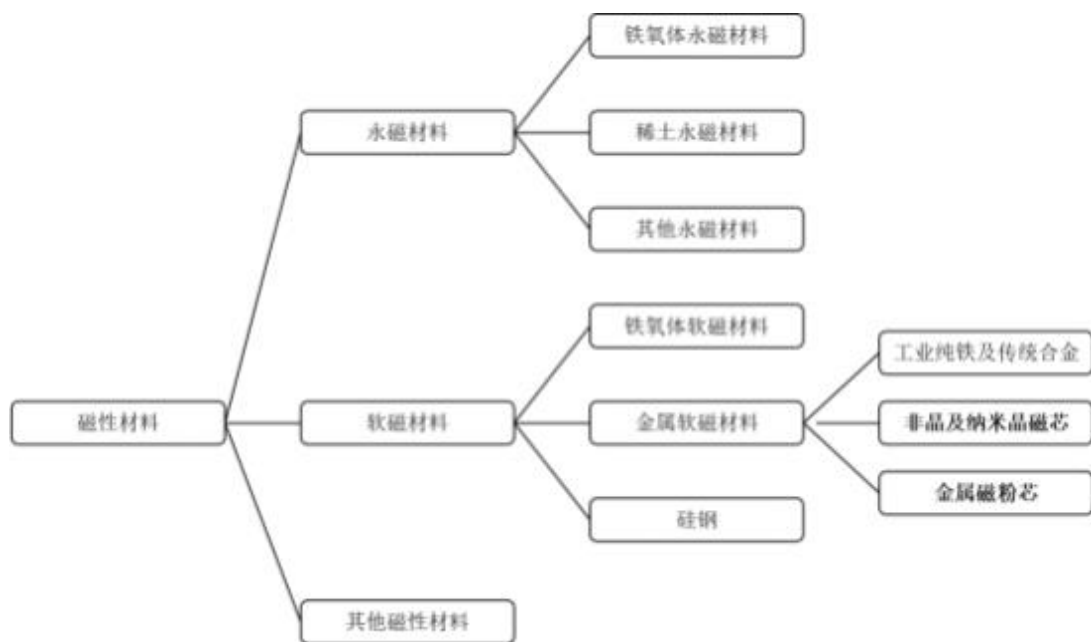 铁氧体永磁材料
永磁材料
稀土永磁材料
其他永磁材料
铁氧体软磁材料
工业纯铁及传统合金
磁性材料
软磁材料
金属软磁材料
非晶及纳米晶磁芯
金属磁粉芯
硅钢
其他磁性材料